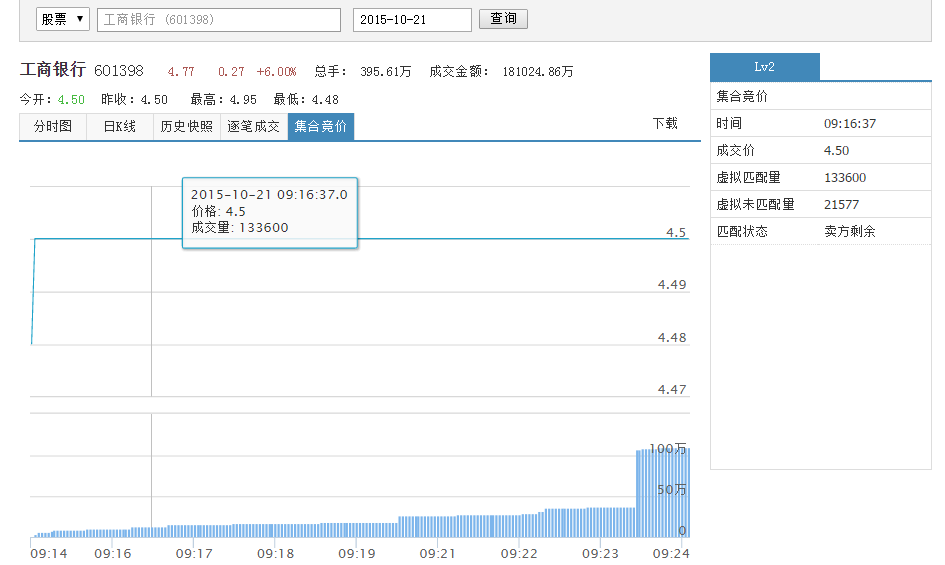 股票 ▼ 工商银行 (601398) 2015-10-21 查询
工商银行 601398 4.77 0.27 +6.00% 总手: 395.61万 成交金额: 181024.86万
今开: 4.50 昨收: 4.50 最高: 4.95 最低: 4.48
分时图 日K线 历史快照 逐笔成交 集合竞价 下载
2015-10-21 09:16:37.0
价格: 4.5
成交量: 133600
4.5
4.49
4.48
4.47
100万
50万
0
09:14 09:16 09:17 09:18 09:19 09:21 09:22 09:23 09:24
Lv2
集合竞价
时间 09:16:37
成交价 4.50
虚拟匹配量 133600
虚拟未匹配量 21577
匹配状态 卖方剩余